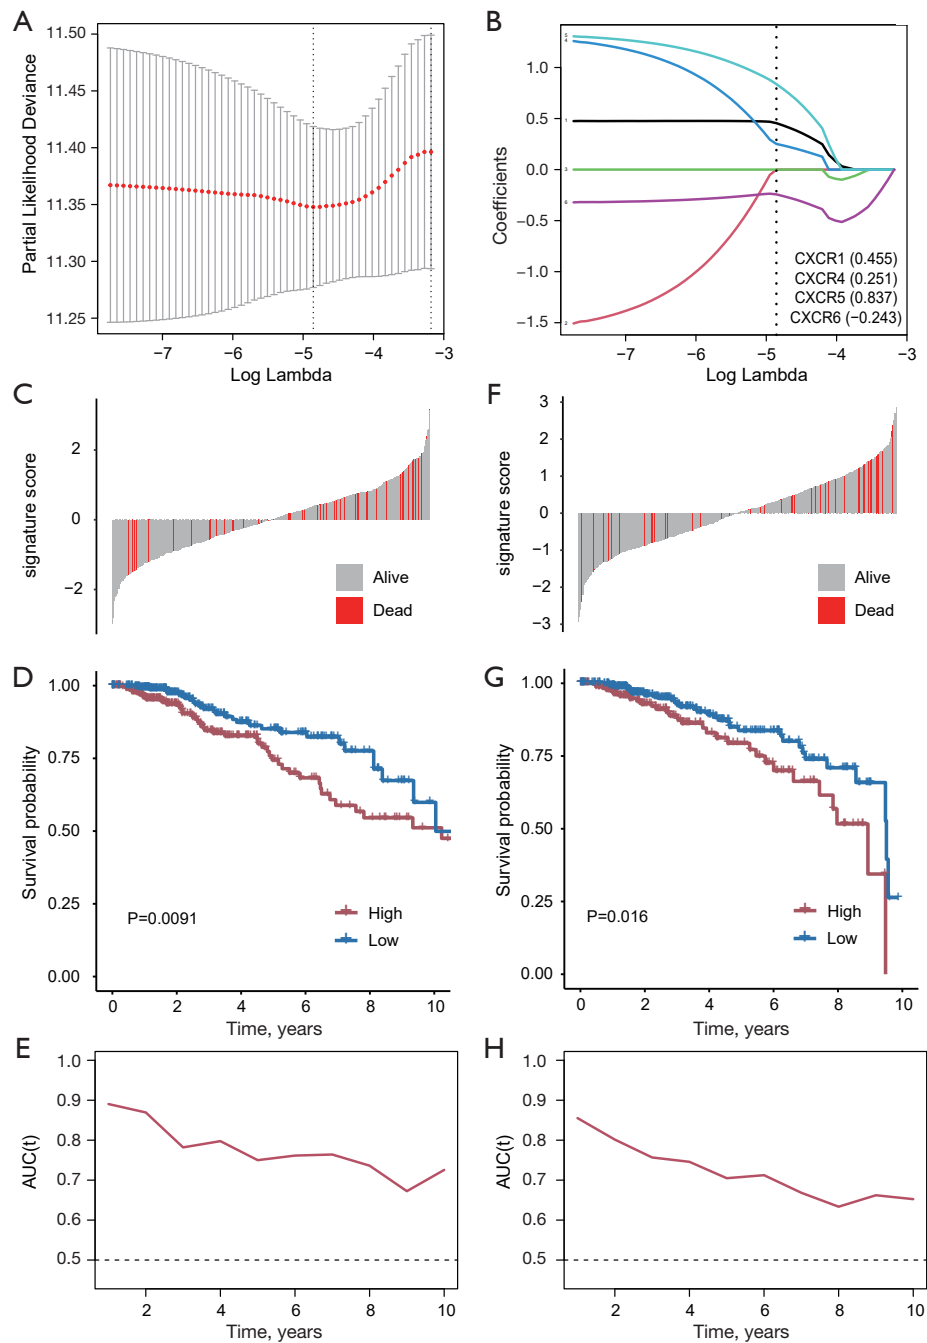 A
11.50
11.45
11.40
11.35
11.30
11.25
Partial Likelihood Deviance
−7
−6
−5
−4
−3
Log Lambda
B
1.0
0.5
0.0
−0.5
−1.0
−1.5
Coefficients
5
4
1
3
6
2
CXCR1 (0.455)
CXCR4 (0.251)
CXCR5 (0.837)
CXCR6 (−0.243)
−7
−6
−5
−4
−3
Log Lambda
C
2
0
−2
signature score
Alive
Dead
F
3
2
1
0
−1
−2
−3
signature score
Alive
Dead
D
1.00
0.75
0.50
0.25
0.00
Survival probability
P=0.0091
High
Low
0
2
4
6
8
10
Time, years
G
1.00
0.75
0.50
0.25
0.00
Survival probability
P=0.016
High
Low
0
2
4
6
8
10
Time, years
E
1.0
0.9
0.8
0.7
0.6
0.5
AUC(t)
2
4
6
8
10
Time, years
H
1.0
0.9
0.8
0.7
0.6
0.5
AUC(t)
2
4
6
8
10
Time, years